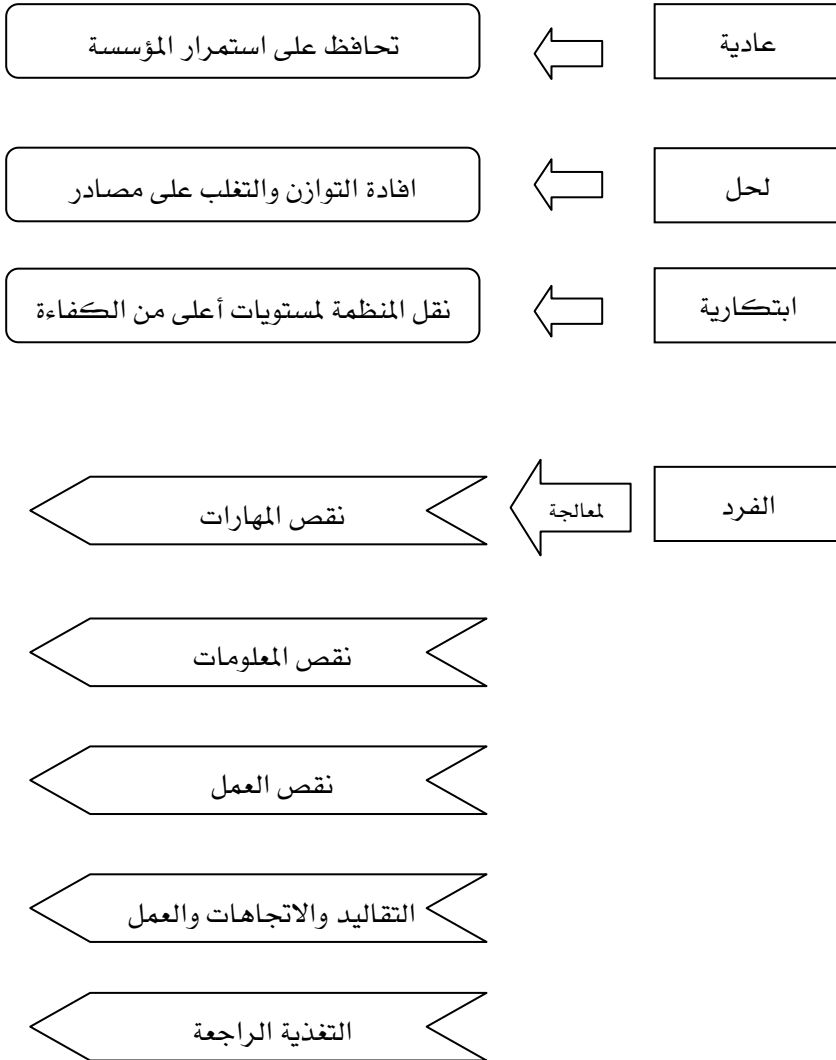 عادية
تحافظ على استمرار المؤسسة
لحل
افادة التوازن والتغلب على مصادر
ابتكارية
نقل المنظمة لمستويات أعلى من الكفاءة
الفرد
لمعالجة
نقص المهارات
نقص المعلومات
نقص العمل
التقاليد والاتجاهات والعمل
التغذية الراجعة